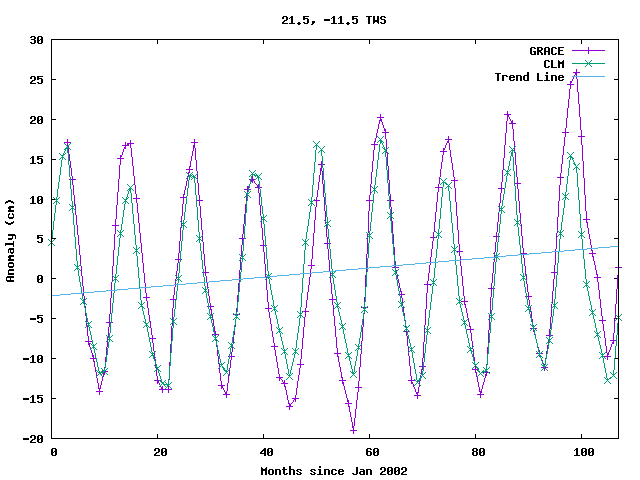 21.5, -11.5 TWS
30
25
20
15
10
5
0
-5
-10
-15
-20
Anomaly (cm)
GRACE
CLM
Trend Line
0 20 40 60 80 100
Months since Jan 2002